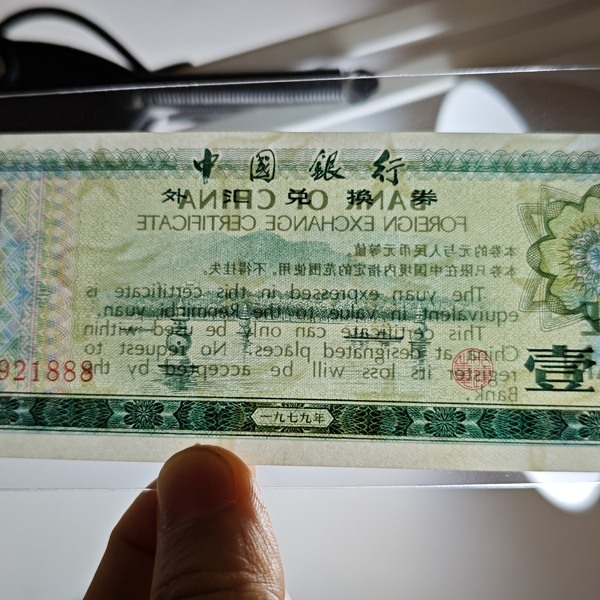 中國銀行
外汇兑换券
BANK OF CHINA
FOREIGN EXCHANGE CERTIFICATE
本券的元与人民币元等值。
本券只限在中国境内指定的范围使用，不得挂失。
The yuan expressed in this certificate is
equivalent in value to the Renminbi yuan.
This certificate can only be used within
China at designated places. No request to
register its loss will be accepted by the
Bank.
921888
壹
一九七九年